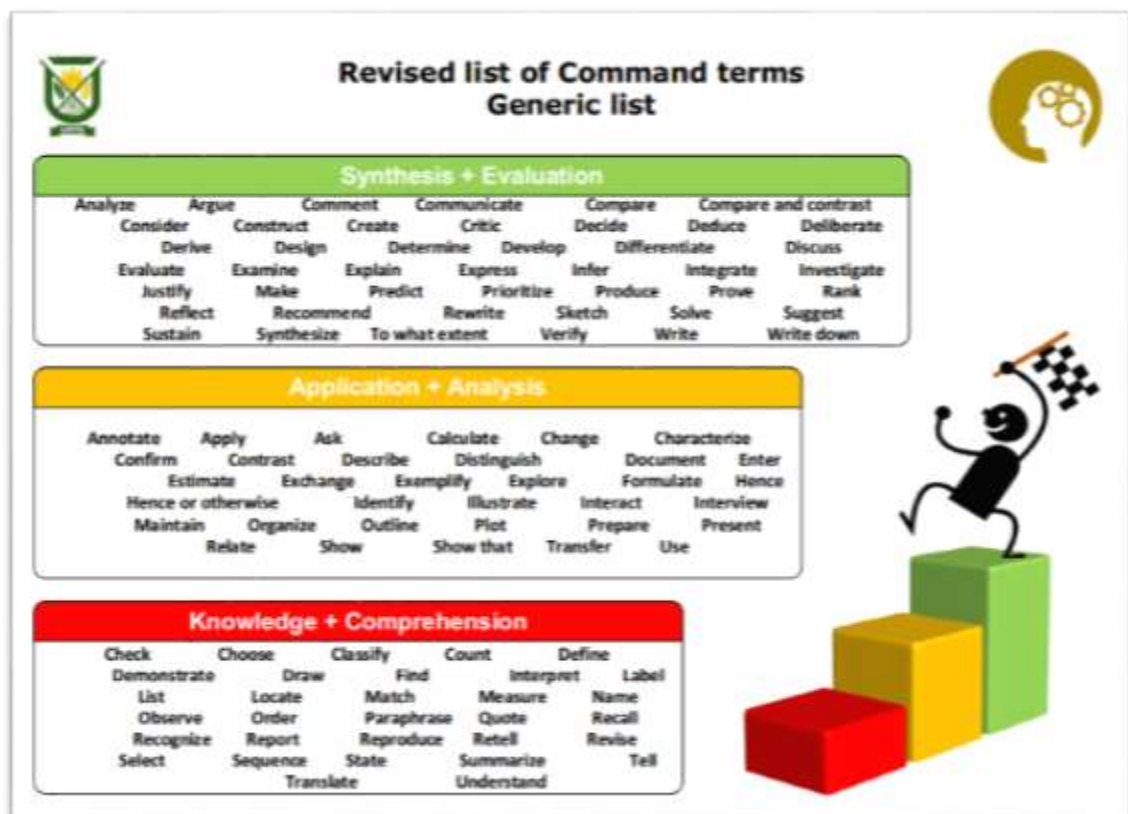 Revised list of Command terms
Generic list
Synthesis + Evaluation
Analyze Argue Comment Communicate Compare Compare and contrast
Consider Construct Create Critic Decide Deduce Deliberate
Derive Design Determine Develop Differentiate Discuss
Evaluate Examine Explain Express Infer Integrate Investigate
Justify Make Predict Prioritize Produce Prove Rank
Reflect Recommend Rewrite Sketch Solve Suggest
Sustain Synthesize To what extent Verify Write Write down
Application + Analysis
Annotate Apply Ask Calculate Change Characterize
Confirm Contrast Describe Distinguish Document Enter
Estimate Exchange Exemplify Explore Formulate Hence
Hence or otherwise Identify Illustrate Interact Interview
Maintain Organize Outline Plot Prepare Present
Relate Show Show that Transfer Use
Knowledge + Comprehension
Check Choose Classify Count Define
Demonstrate Draw Find Interpret Label
List Locate Match Measure Name
Observe Order Paraphrase Quote Recall
Recognize Report Reproduce Retell Revise
Select Sequence State Summarize Tell
Translate Understand